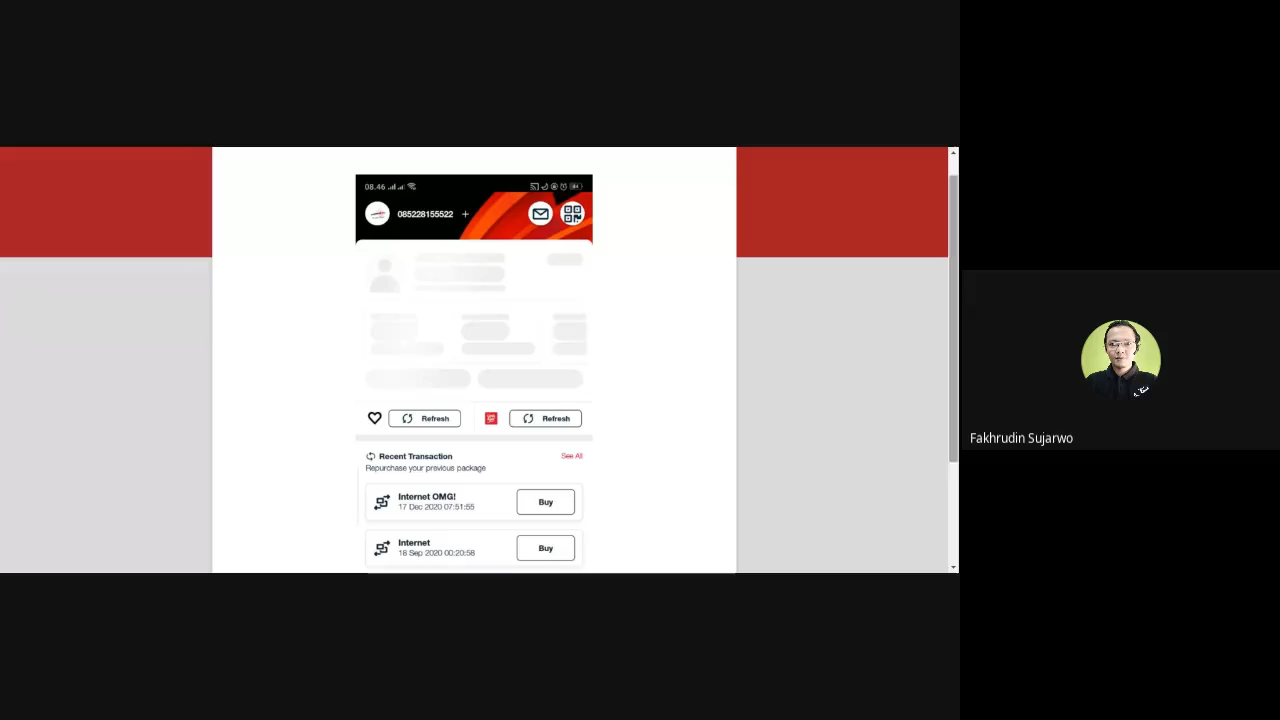 08.46
84
085228155522 +
Refresh
Refresh
Recent Transaction
See All
Repurchase your previous package
Internet OMG!
17 Dec 2020 07:51:55
Buy
Internet
18 Sep 2020 00:20:58
Buy
Fakhrudin Sujarwo